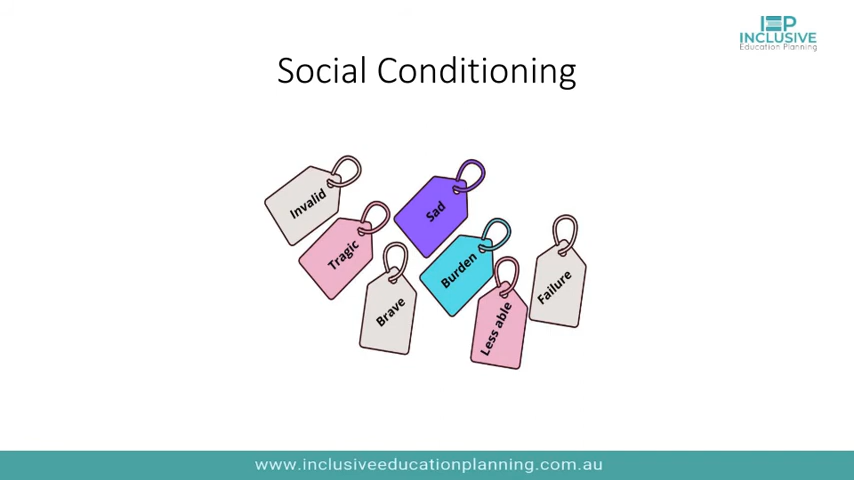 IEP
INCLUSIVE
Education Planning
Social Conditioning
Invalid
Sad
Tragic
Burden
Brave
Failure
Less able
www.inclusiveeducationplanning.com.au